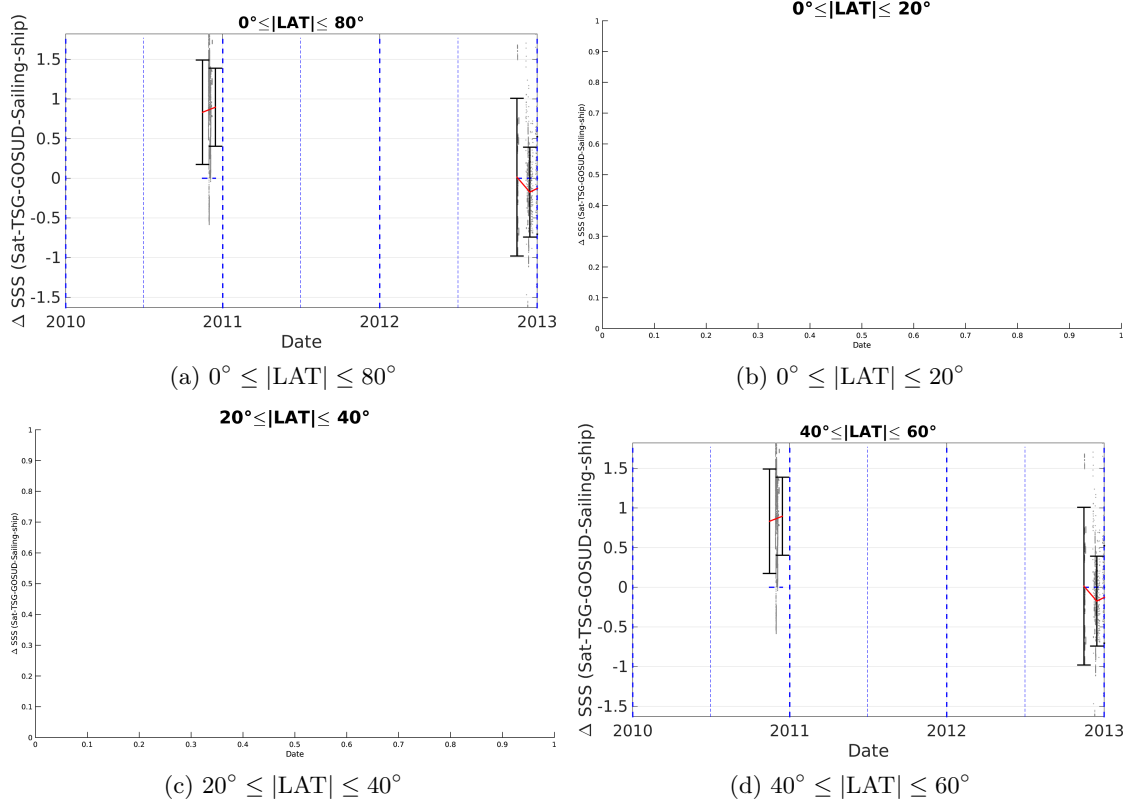 0°≤|LAT|≤ 80°
Δ SSS (Sat-TSG-GOSUD-Sailing-ship)
1.5
1
0.5
0
-0.5
-1
-1.5
2010 2011 2012 2013
Date
(a) 0° ≤ |LAT| ≤ 80°
0°≤|LAT|≤ 20°
Δ SSS (Sat-TSG-GOSUD-Sailing-ship)
1
0.9
0.8
0.7
0.6
0.5
0.4
0.3
0.2
0.1
0
0 0.1 0.2 0.3 0.4 0.5 0.6 0.7 0.8 0.9 1
Date
(b) 0° ≤ |LAT| ≤ 20°
20°≤|LAT|≤ 40°
Δ SSS (Sat-TSG-GOSUD-Sailing-ship)
1
0.9
0.8
0.7
0.6
0.5
0.4
0.3
0.2
0.1
0
0 0.1 0.2 0.3 0.4 0.5 0.6 0.7 0.8 0.9 1
Date
(c) 20° ≤ |LAT| ≤ 40°
40°≤|LAT|≤ 60°
Δ SSS (Sat-TSG-GOSUD-Sailing-ship)
1.5
1
0.5
0
-0.5
-1
-1.5
2010 2011 2012 2013
Date
(d) 40° ≤ |LAT| ≤ 60°